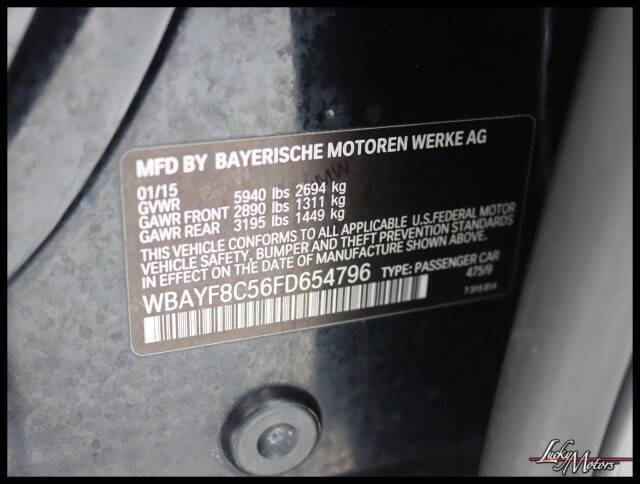 MFD BY BAYERISCHE MOTOREN WERKE AG
01/15
GVWR 5940 lbs 2694 kg
GAWR FRONT 2890 lbs 1311 kg
GAWR REAR 3195 lbs 1449 kg
THIS VEHICLE CONFORMS TO ALL APPLICABLE U.S.FEDERAL MOTOR
VEHICLE SAFETY, BUMPER AND THEFT PREVENTION STANDARDS
IN EFFECT ON THE DATE OF MANUFACTURE SHOWN ABOVE.
WBAYF8C56FD654796 TYPE: PASSENGER CAR
475/9
7 315 814
Lucky Motors